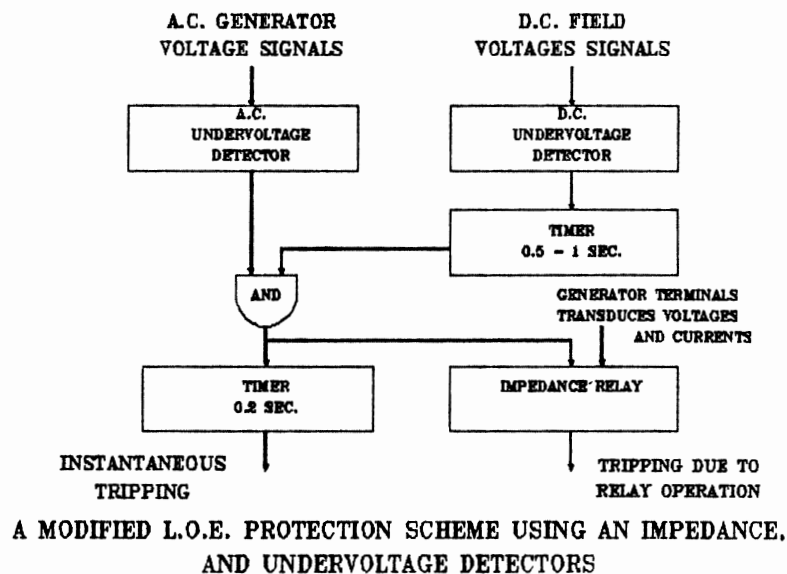 A.C. GENERATOR
VOLTAGE SIGNALS
D.C. FIELD
VOLTAGES SIGNALS
A.C.
UNDERVOLTAGE
DETECTOR
D.C.
UNDERVOLTAGE
DETECTOR
TIMER
0.5 - 1 SEC.
AND
GENERATOR TERMINALS
TRANSDUCES VOLTAGES
AND CURRENTS
TIMER
0.2 SEC.
IMPEDANCE RELAY
INSTANTANEOUS
TRIPPING
TRIPPING DUE TO
RELAY OPERATION
A MODIFIED L.O.E. PROTECTION SCHEME USING AN IMPEDANCE,
AND UNDERVOLTAGE DETECTORS